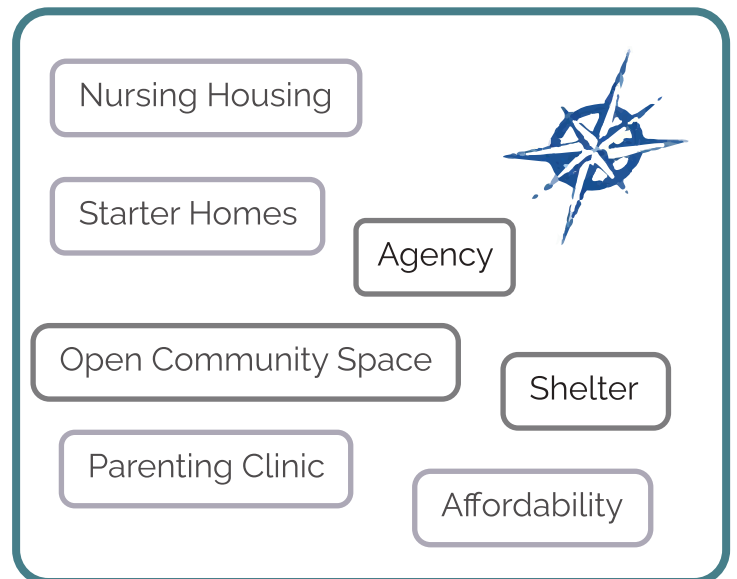 Nursing Housing
Starter Homes
Agency
Open Community Space
Shelter
Parenting Clinic
Affordability